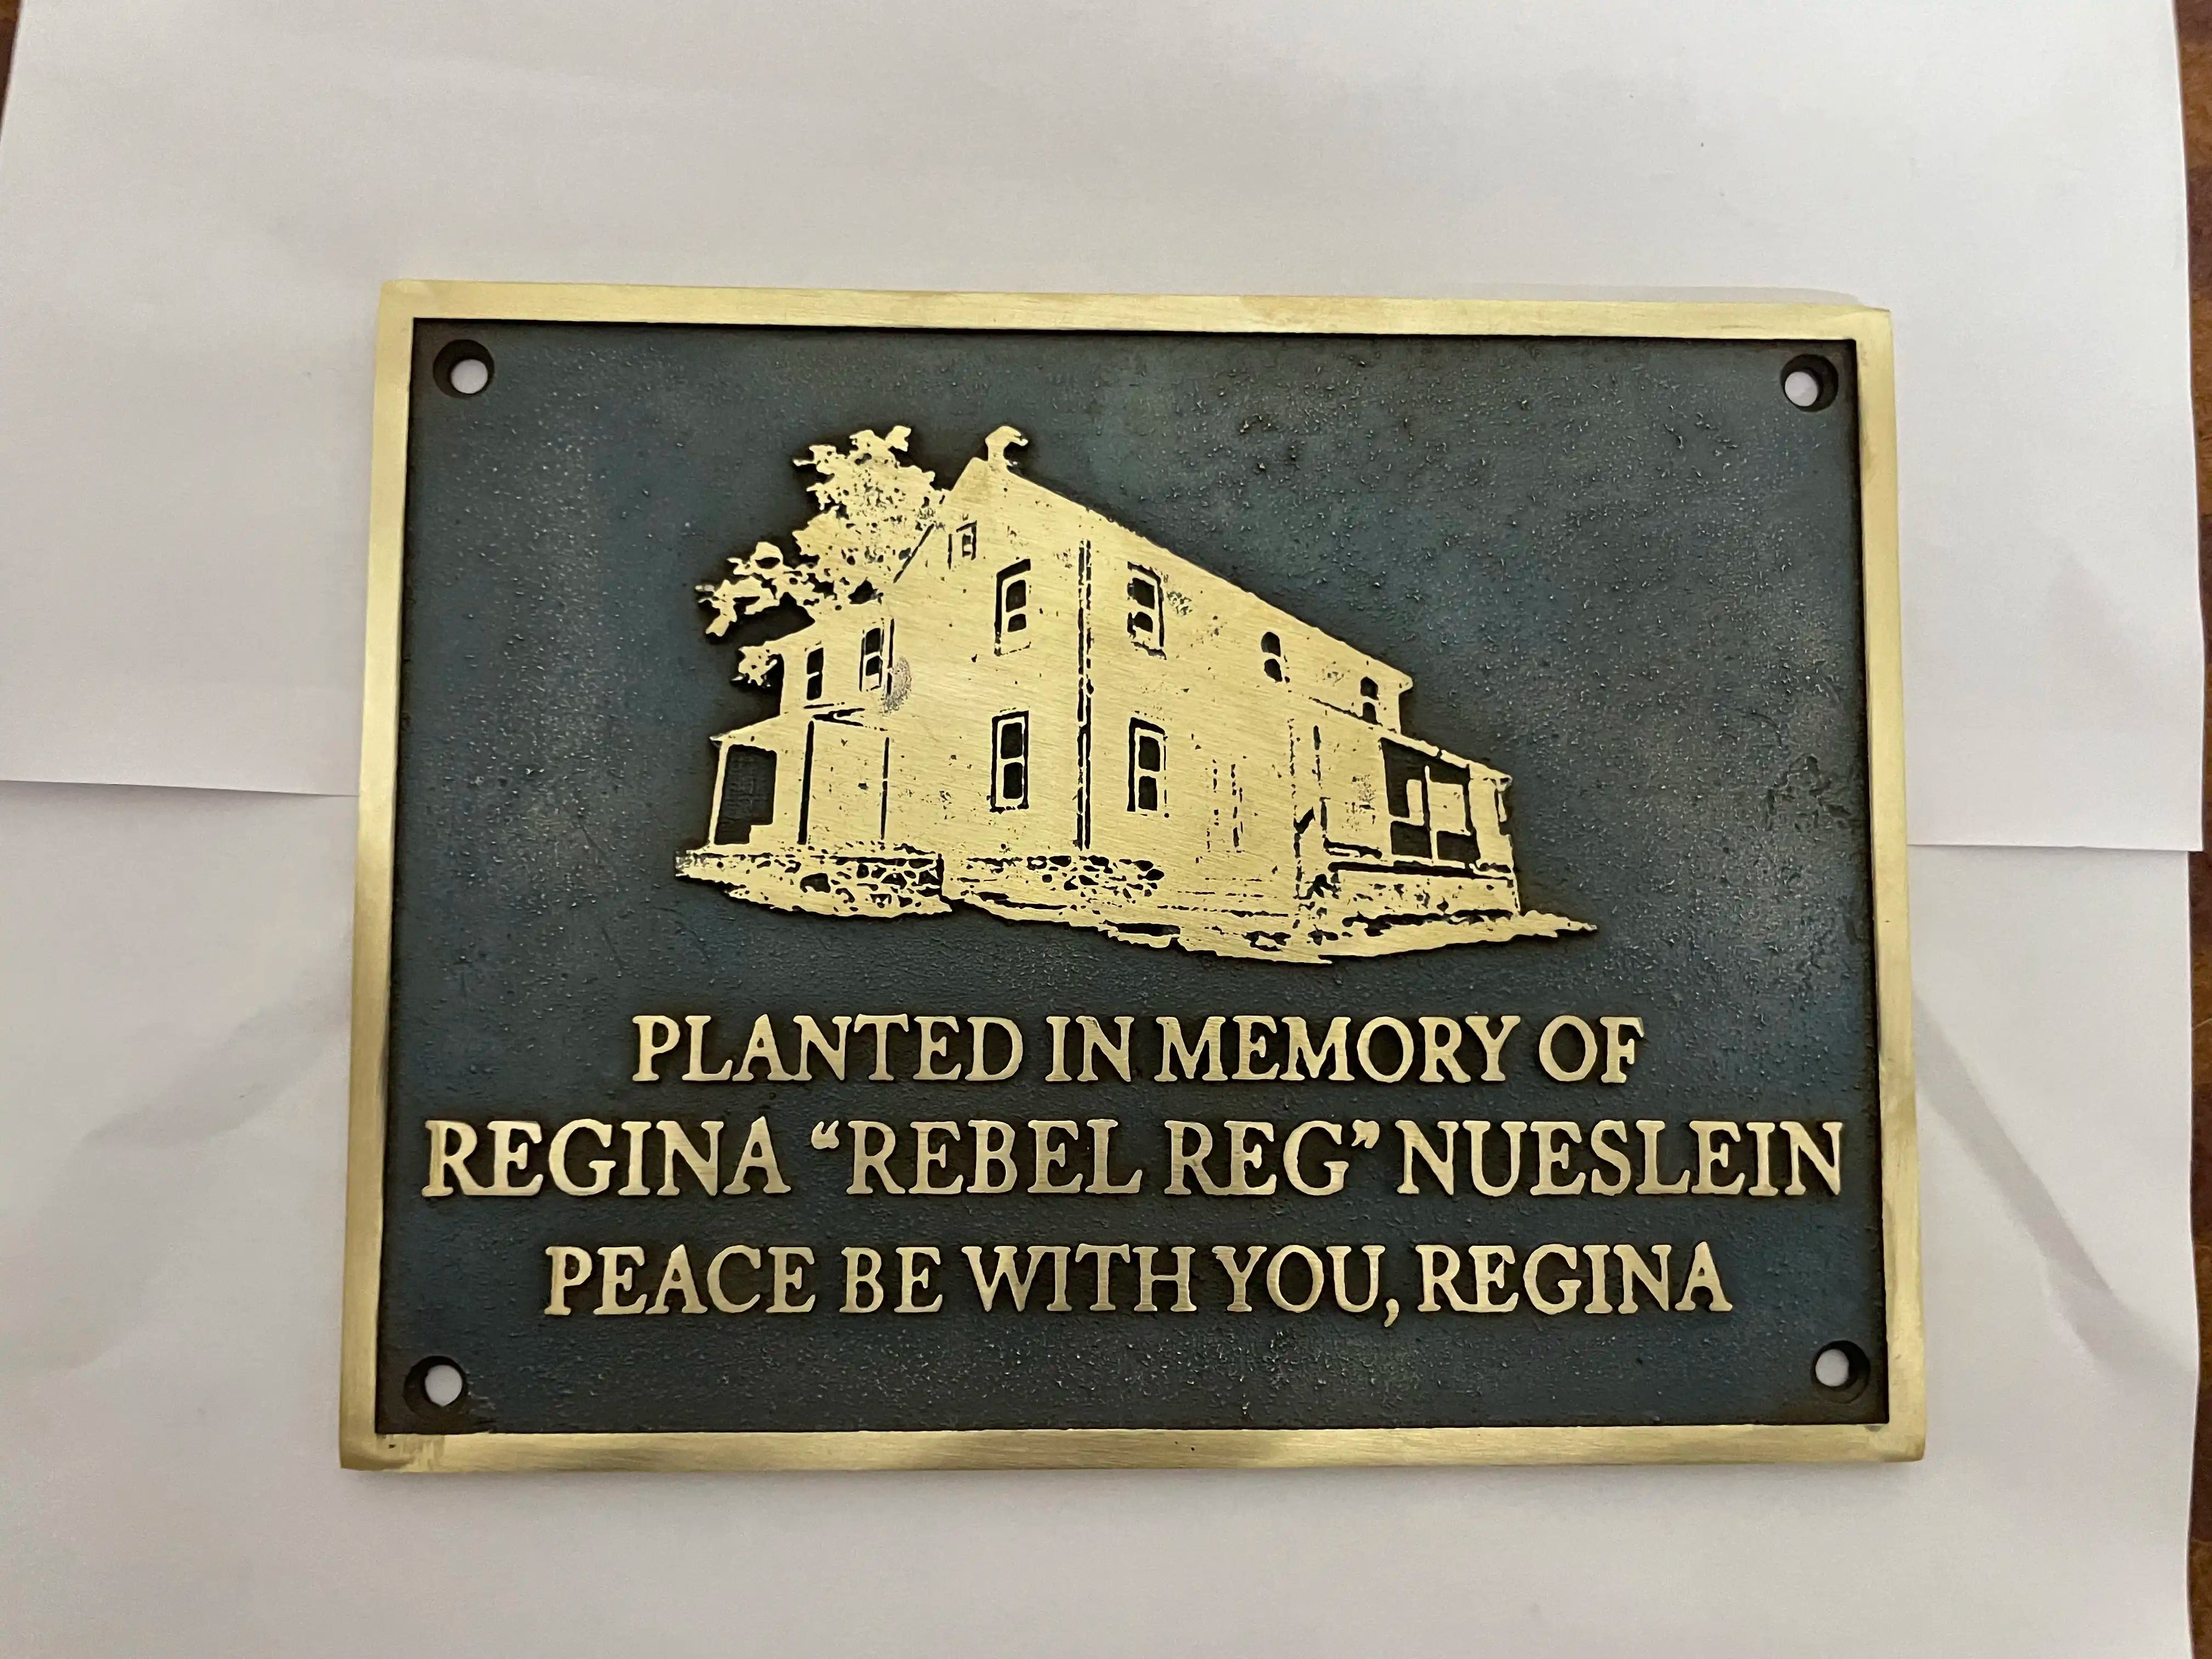 PLANTED IN MEMORY OF
REGINA “REBEL REG” NUESLEIN
PEACE BE WITH YOU, REGINA